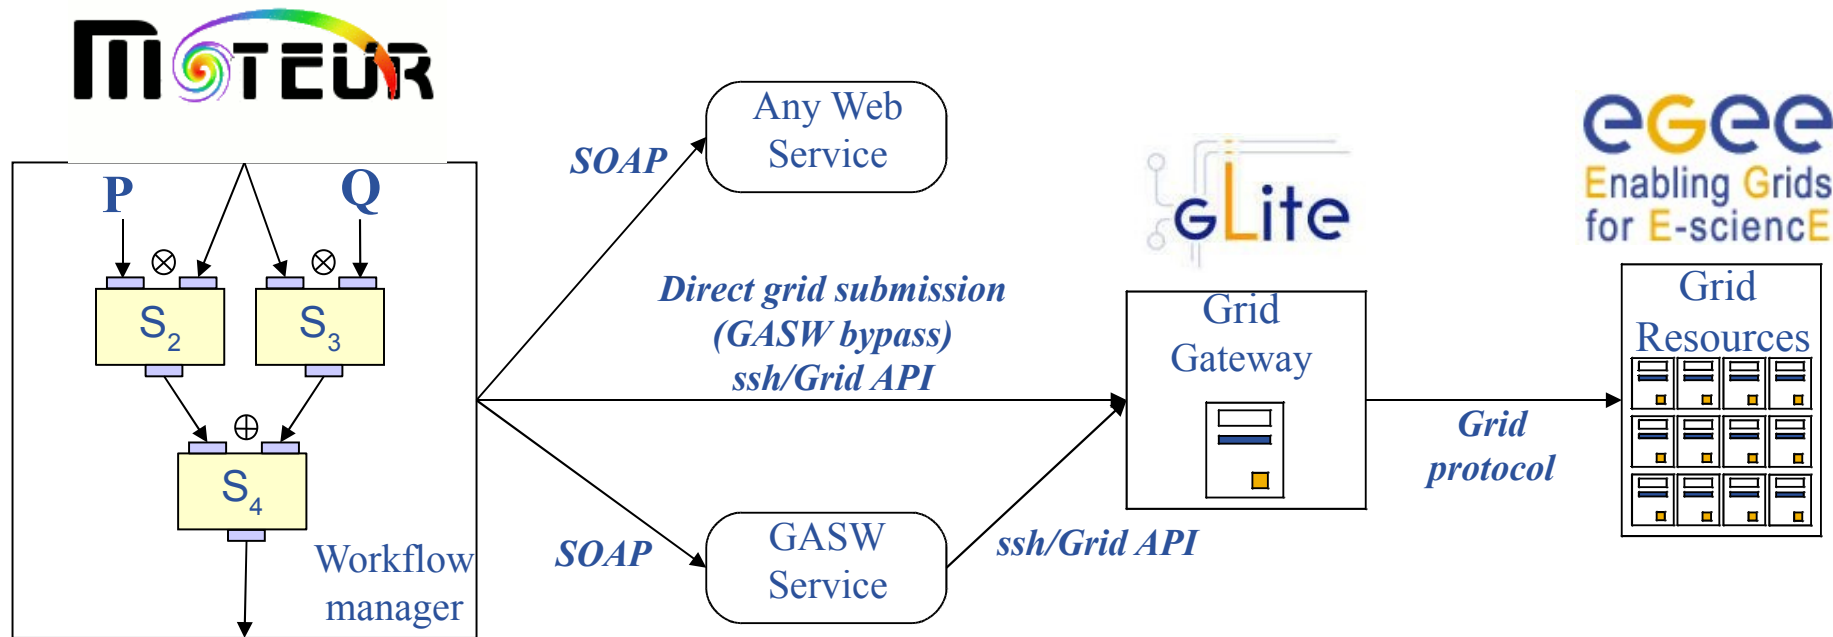 MOTEUR
P
Q
⊗
⊗
S2
S3
⊕
S4
Workflow
manager
SOAP
Any Web
Service
Direct grid submission
(GASW bypass)
ssh/Grid API
SOAP
GASW
Service
ssh/Grid API
gLite
Grid
Gateway
Grid
protocol
eGee
Enabling Grids
for E-sciencE
Grid
Resources